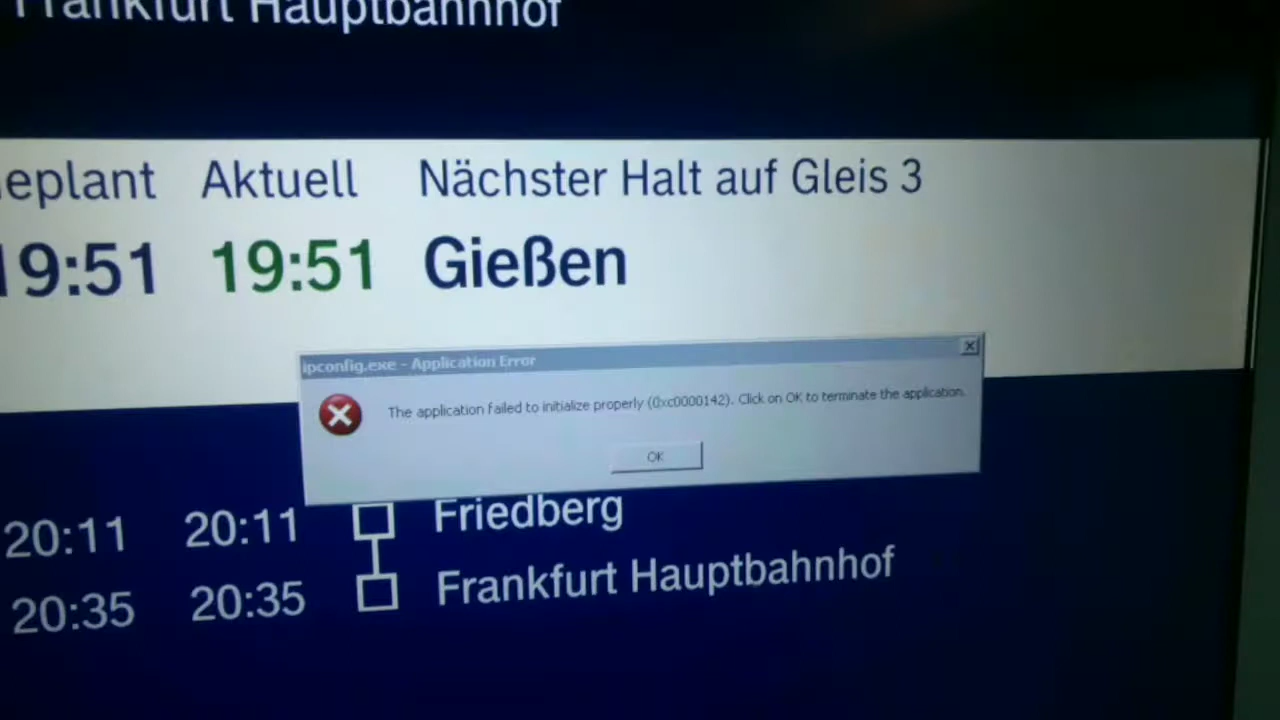 Frankfurt Hauptbahnhof
eplant Aktuell Nächster Halt auf Gleis 3
19:51 19:51 Gießen
ipconfig.exe - Application Error
The application failed to initialize properly (0xc0000142). Click on OK to terminate the application.
OK
20:11 20:11 Friedberg
20:35 20:35 Frankfurt Hauptbahnhof